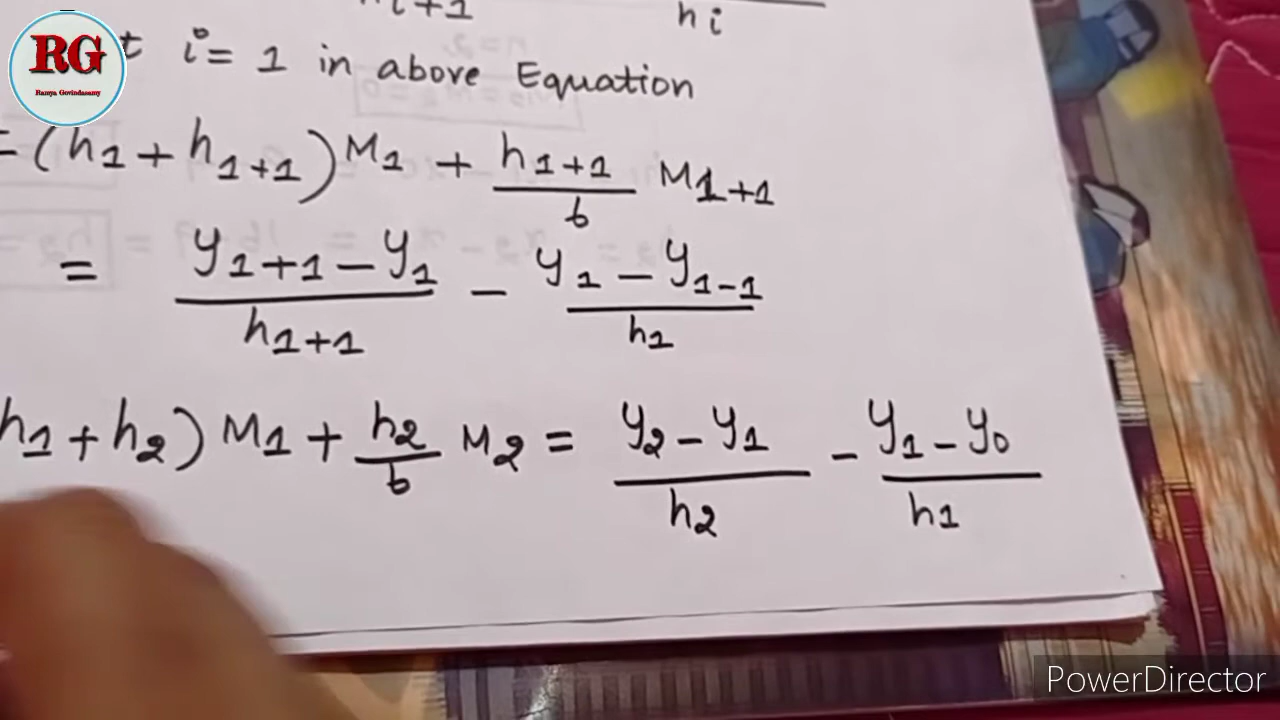 i+1 hi
t i = 1 in above Equation
RG
Ramya Govindasamy
= (h1 + h1+1) M1 + h1+1/6 M1+1
= y1+1 - y1/h1+1 - y1 - y1-1/h1
h1 + h2) M1 + h2/6 M2 = y2 - y1/h2 - y1 - y0/h1
PowerDirector